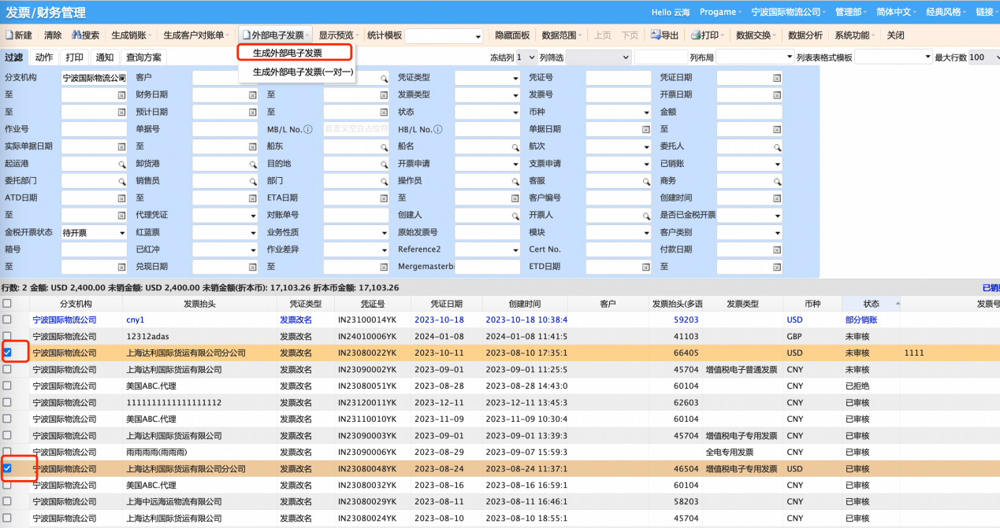 发票/财务管理 Hello 云海 Progame 宁波国际物流公司 管理部 简体中文 经典风格 链接
新建 清除 搜索 生成销账 生成客户对账单 外部电子发票 显示预览 统计模板 隐藏面板 数据范围 上页 下页 导出 打印 数据交换 数据分析 系统功能 关闭
过滤 动作 打印 通知 查询方案 生成外部电子发票 冻结列 1 列筛选 列布局 列表表格式模板 最大行数 100
生成外部电子发票(一对一)
分支机构 宁波国际物流公司 客户 凭证类型 凭证号 凭证日期
至 财务日期 至 发票类型 发票号 开票日期
至 预计日期 至 状态 币种 金额
作业号 单据号 MB/L No. 自定义空白占位符 HB/L No. 单据日期 至
实际单据日期 至 船东 船名 航次 委托人
起运港 卸货港 目的地 开票申请 支票申请 已销账
委托部门 销售员 部门 操作员 客服 商务
ATD日期 至 ETA日期 至 客户编号 创建时间
至 代理凭证 对账单号 创建人 开票人 是否已金税开票
金税开票状态 待开票 红蓝票 业务性质 原始发票号 模块 客户类别
箱号 已红冲 作业差异 Reference2 Cert No. 付款日期
至 兑现日期 至 Mergemasterbi ETD日期 至
行数: 2 金额: USD 2,400.00 未销金额: USD 2,400.00 未销金额(折本币): 17,103.26 折本币金额: 17,103.26 已销
分支机构 发票抬头 凭证类型 凭证号 凭证日期 创建时间 客户 发票抬头(多语 发票类型 币种 状态 发票号
宁波国际物流公司 cny1 发票改名 IN23100014YK 2023-10-18 2023-10-18 10:38:4 59203 USD 部分销账
宁波国际物流公司 12312adas 发票改名 IN24010006YK 2024-01-08 2024-01-08 11:41:5 41103 GBP 未审核
宁波国际物流公司 上海达利国际货运有限公司分公司 发票改名 IN23080022YK 2023-10-11 2023-08-10 17:35:1 66405 USD 未审核 1111
宁波国际物流公司 上海达利国际货运有限公司 发票改名 IN23090002YK 2023-09-01 2023-09-01 11:25:5 45704 增值税电子普通发票 CNY 未审核
宁波国际物流公司 美国ABC.代理 发票改名 IN23080051YK 2023-08-28 2023-08-28 14:43:0 60104 CNY 已拒绝
宁波国际物流公司 1111111111111111112 发票改名 IN23120011YK 2023-12-11 2023-12-11 13:45:3 62603 CNY 已审核
宁波国际物流公司 美国ABC.代理 发票改名 IN23110010YK 2023-11-09 2023-11-09 10:30:4 60104 CNY 已审核
宁波国际物流公司 上海达利国际货运有限公司 发票改名 IN23090003YK 2023-09-01 2023-09-01 13:39:3 45704 增值税电子专用发票 CNY 已审核
宁波国际物流公司 雨雨雨雨(雨雨雨) 发票改名 IN23090006YK 2023-08-29 2023-09-07 15:59:3 全电专用发票 CNY 已审核
宁波国际物流公司 上海达利国际货运有限公司分公司 发票改名 IN23080048YK 2023-08-24 2023-08-24 11:37:1 46504 增值税电子专用发票 USD 已审核
宁波国际物流公司 美国ABC.代理 发票改名 IN23080032YK 2023-08-16 2023-08-16 16:59:1 60104 CNY 已审核
宁波国际物流公司 上海中远海运物流有限公司 发票改名 IN23080029YK 2023-08-11 2023-08-11 16:46:1 58203 CNY 已审核
宁波国际物流公司 上海达利国际货运有限公司 发票改名 IN23080024YK 2023-08-10 2023-08-10 18:55:1 45704 CNY 已审核